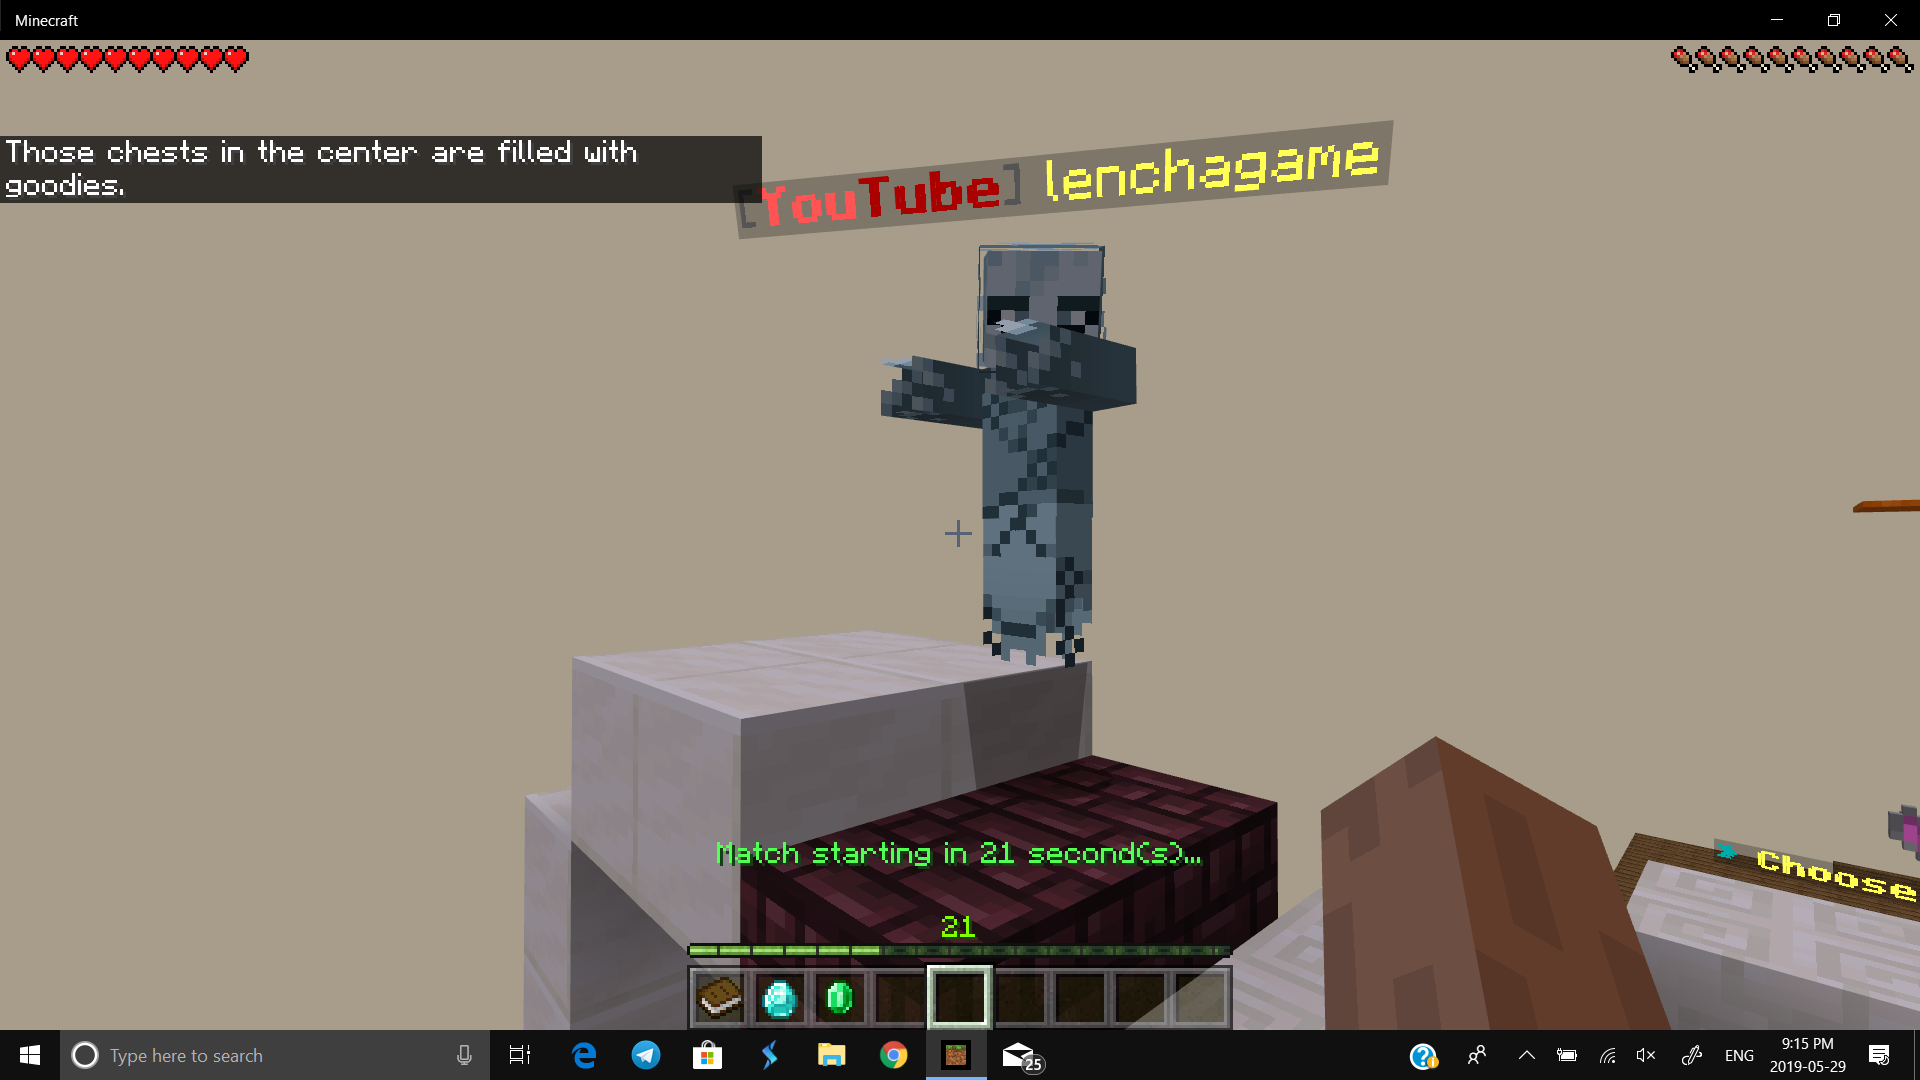 Minecraft
Those chests in the center are filled with
goodies.
[YouTube] lenchagame
Match starting in 21 second(s)...
➤ Choose
21
Type here to search
25
ENG
9:15 PM
2019-05-29